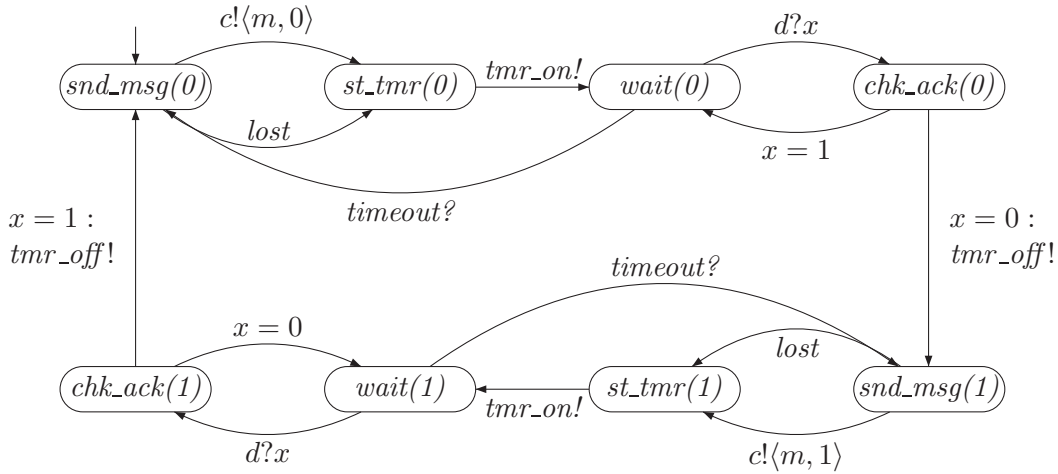 c!⟨m, 0⟩
d?x
snd_msg(0)
st_tmr(0)
tmr_on!
wait(0)
chk_ack(0)
lost
x = 1
timeout?
x = 1 :
tmr_off!
x = 0 :
tmr_off!
timeout?
x = 0
lost
chk_ack(1)
wait(1)
tmr_on!
st_tmr(1)
snd_msg(1)
d?x
c!⟨m, 1⟩